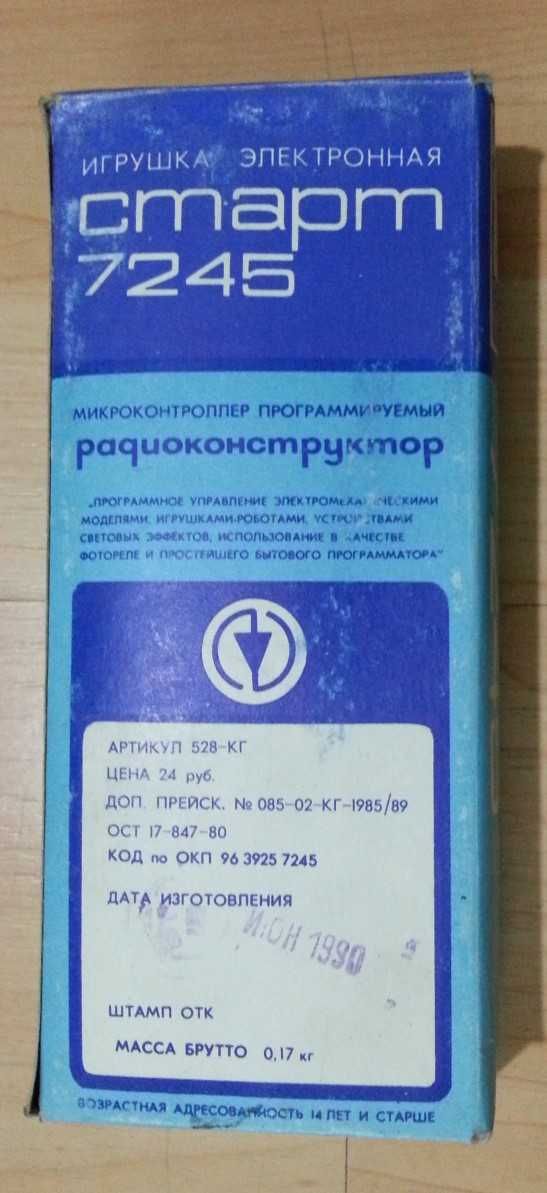 ИГРУШКА ЭЛЕКТРОННАЯ
старт
7245
МИКРОКОНТРОЛЛЕР ПРОГРАММИРУЕМЫЙ
радиоконструктор
„ПРОГРАММНОЕ УПРАВЛЕНИЕ ЭЛЕКТРОМЕХАНИЧЕСКИМИ
МОДЕЛЯМИ, ИГРУШКАМИ-РОБОТАМИ, УСТРОЙСТВАМИ
СВЕТОВЫХ ЭФФЕКТОВ, ИСПОЛЬЗОВАНИЕ В КАЧЕСТВЕ
ФОТОРЕЛЕ И ПРОСТЕЙШЕГО БЫТОВОГО ПРОГРАММАТОРА"
АРТИКУЛ 528-КГ
ЦЕНА 24 руб.
ДОП. ПРЕЙСК. № 085-02-КГ-1985/89
ОСТ 17-847-80
КОД по ОКП 96 3925 7245
ДАТА ИЗГОТОВЛЕНИЯ
ИЮН 1990
ШТАМП ОТК
МАССА БРУТТО 0,17 кг
ВОЗРАСТНАЯ АДРЕСОВАННОСТЬ 14 ЛЕТ И СТАРШЕ